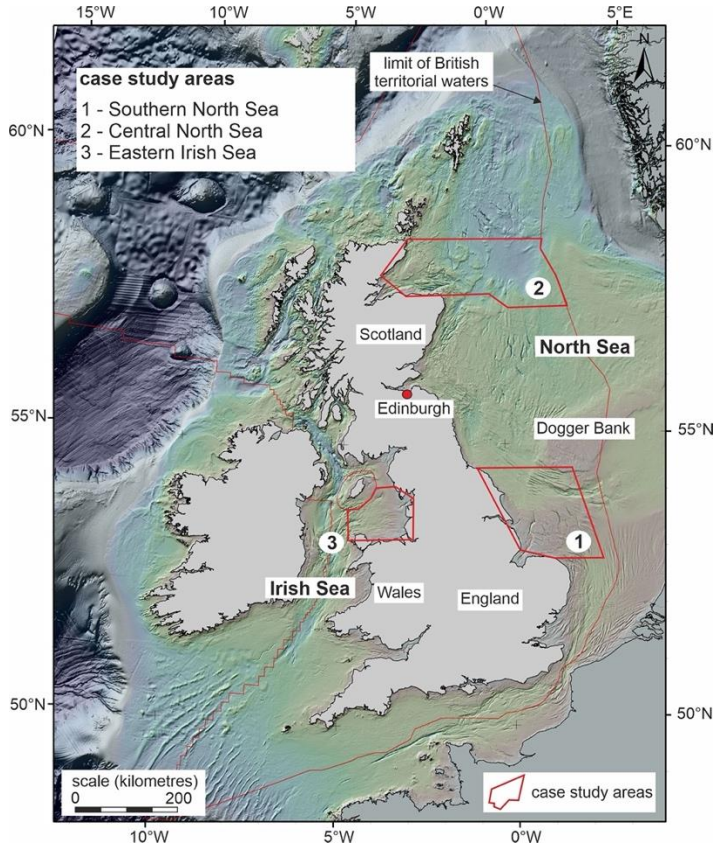 15°W
10°W
5°W
0°W
5°E
case study areas
1 - Southern North Sea
2 - Central North Sea
3 - Eastern Irish Sea
limit of British
territorial waters
N
60°N
60°N
2
Scotland
North Sea
Edinburgh
Dogger Bank
55°N
55°N
1
3
Irish Sea
Wales
England
50°N
50°N
scale (kilometres)
0 200
case study areas
10°W
5°W
0°W